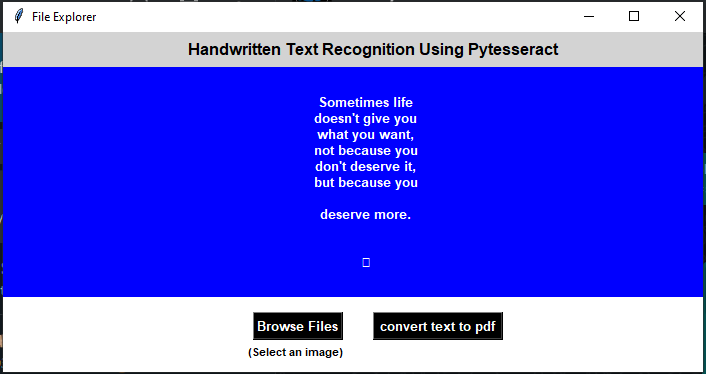 File Explorer
Handwritten Text Recognition Using Pytesseract
Sometimes life
doesn't give you
what you want,
not because you
don't deserve it,
but because you
deserve more.
Browse Files
convert text to pdf
(Select an image)